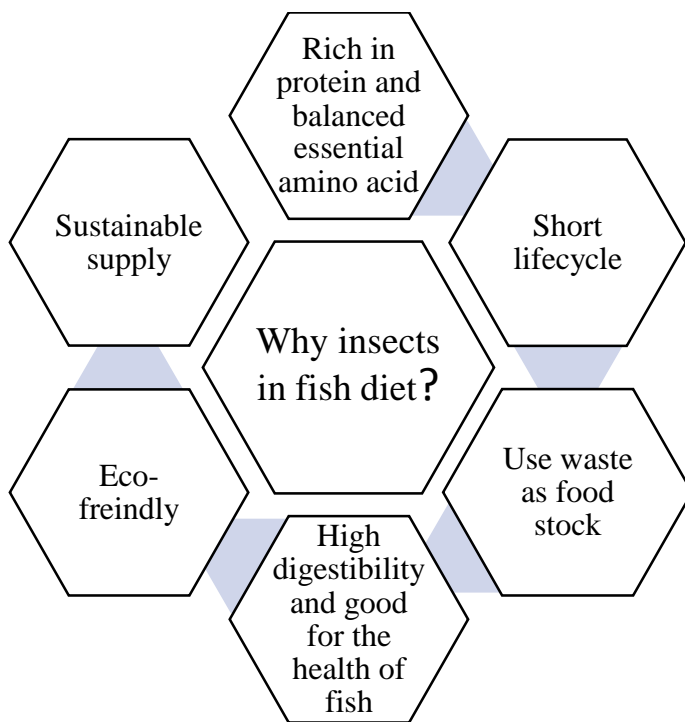 Rich in
protein and
balanced
essential
amino acid
Sustainable
supply
Short
lifecycle
Why insects
in fish diet?
Eco-
freindly
Use waste
as food
stock
High
digestibility
and good
for the
health of
fish